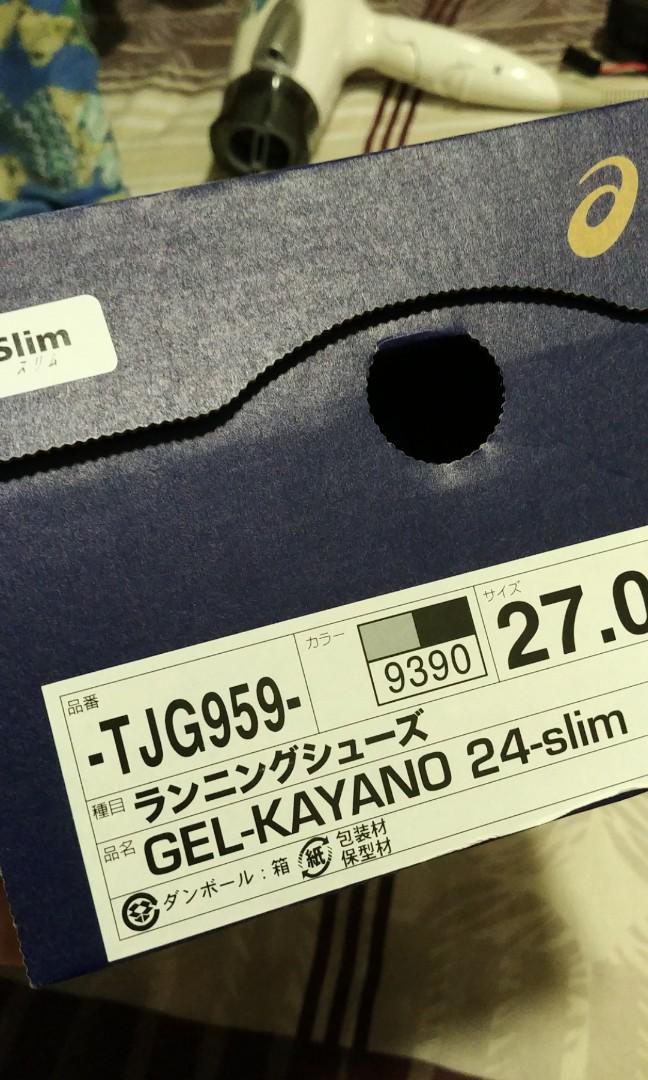 Slim
スリム
品番
-TJG959-
カラー
9390
サイズ
27.0
種目
ランニングシューズ
品名
GEL-KAYANO 24-slim
ダンボール：箱
紙
包装材
保型材